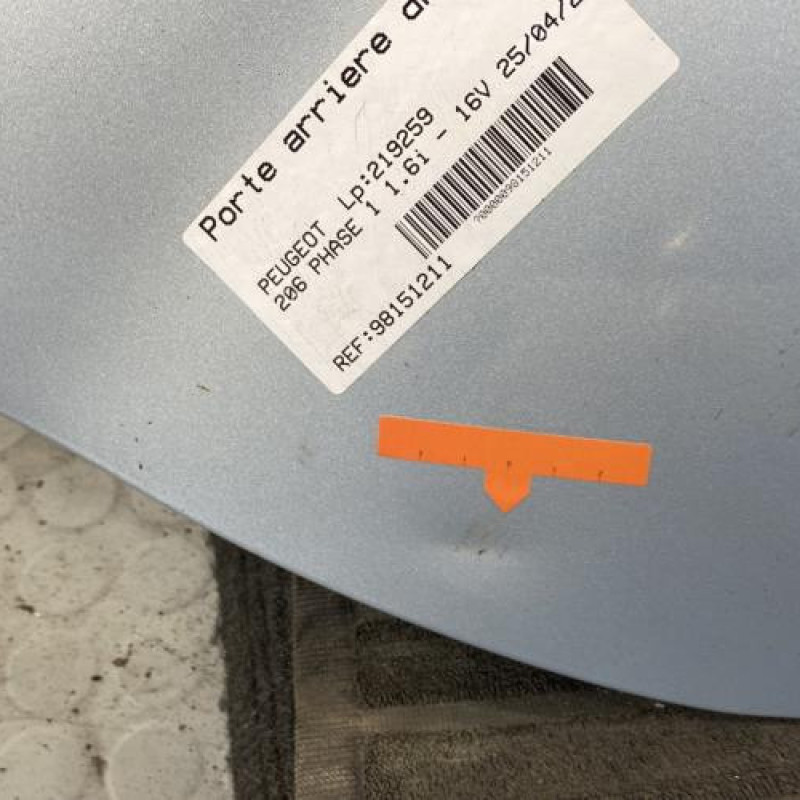 Porte arriere
PEUGEOT Lp:219259
206 PHASE 1 1.6i - 16V 25/04/2
REF:98151211